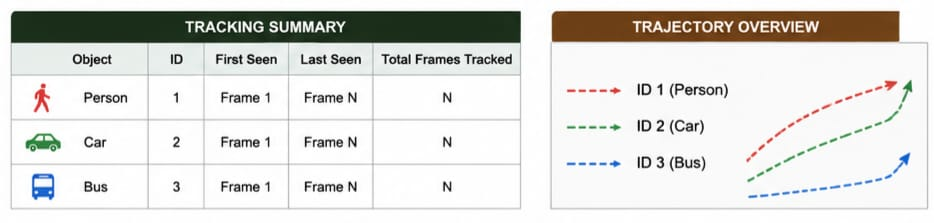 TRACKING SUMMARY
Object ID First Seen Last Seen Total Frames Tracked
Person 1 Frame 1 Frame N N
Car 2 Frame 1 Frame N N
Bus 3 Frame 1 Frame N N
TRAJECTORY OVERVIEW
ID 1 (Person)
ID 2 (Car)
ID 3 (Bus)